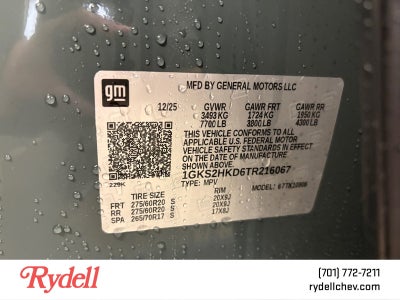 gm
MFD BY GENERAL MOTORS LLC
12/25 GVWR GAWR FRT GAWR RR
3493 KG 1724 KG 1950 KG
7700 LB 3800 LB 4300 LB
THIS VEHICLE CONFORMS TO ALL
APPLICABLE U.S. FEDERAL MOTOR
VEHICLE SAFETY STANDARDS IN EFFECT
ON THE DATE OF MANUFACTURE
SHOWN ABOVE.
1GKS2HKD6TR216067
TYPE: MPV MODEL:
TIRE SIZE RIM
FRT 275/60R20 S 20X9J
RR 275/60R20 S 20X9J
SPA 265/70R17 S 17X8J
Rydell
(701) 772-7211
rydellchev.com